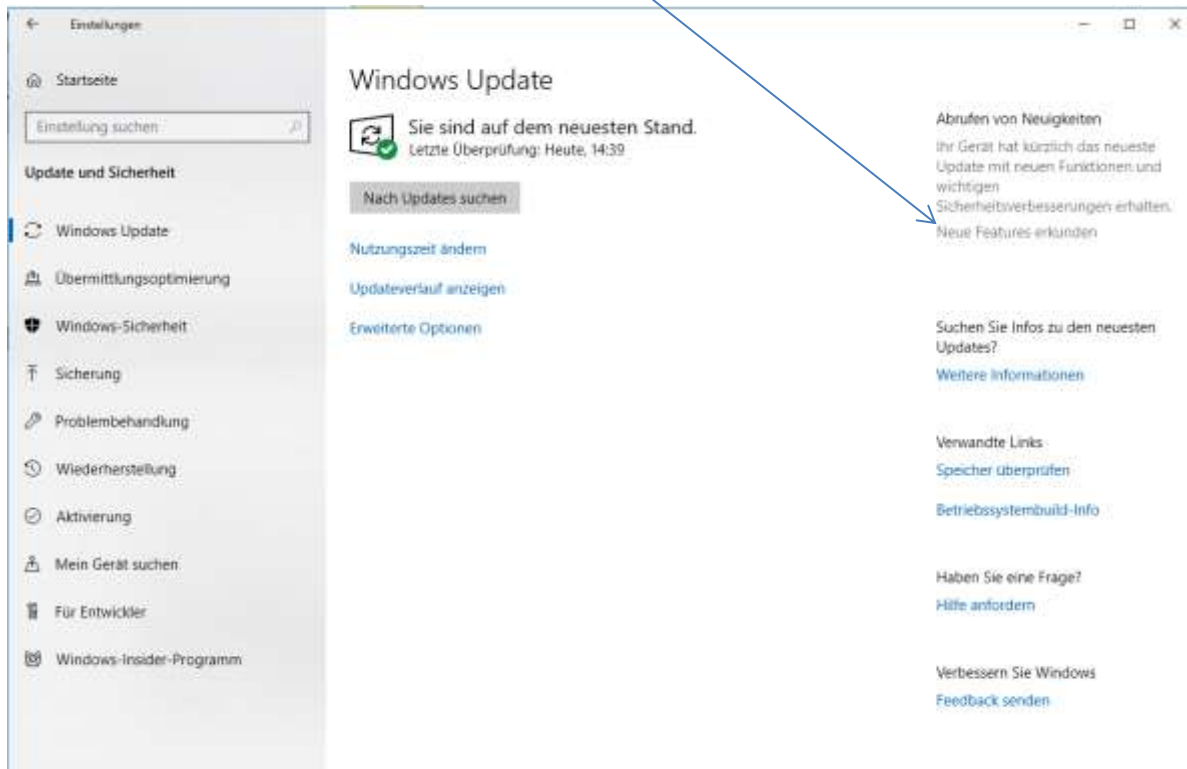 Einstellungen
Startseite
Einstellung suchen
Update und Sicherheit
Windows Update
Übermittlungsoptimierung
Windows-Sicherheit
Sicherung
Problembehandlung
Wiederherstellung
Aktivierung
Mein Gerät suchen
Für Entwickler
Windows-Insider-Programm
Windows Update
Sie sind auf dem neuesten Stand.
Letzte Überprüfung: Heute, 14:39
Nach Updates suchen
Nutzungszeit ändern
Updateverlauf anzeigen
Erweiterte Optionen
Abrufen von Neuigkeiten
Ihr Gerät hat kürzlich das neueste
Update mit neuen Funktionen und
wichtigen
Sicherheitsverbesserungen erhalten.
Neue Features erkunden
Suchen Sie Infos zu den neuesten
Updates?
Weitere Informationen
Verwandte Links
Speicher überprüfen
Betriebssystembuild-Info
Haben Sie eine Frage?
Hilfe anfordern
Verbessern Sie Windows
Feedback senden